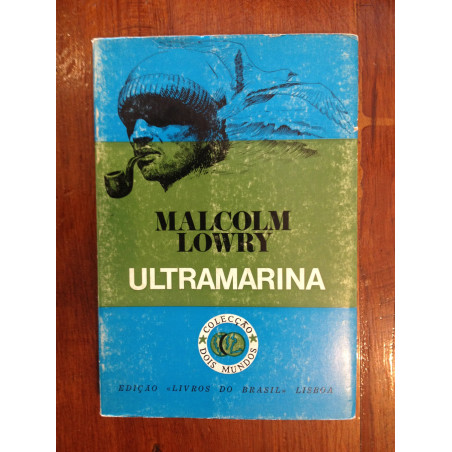 MALCOLM
LOWRY
ULTRAMARINA
COLECÇÃO
DOIS MUNDOS
EDIÇÃO «LIVROS DO BRASIL» LISBOA